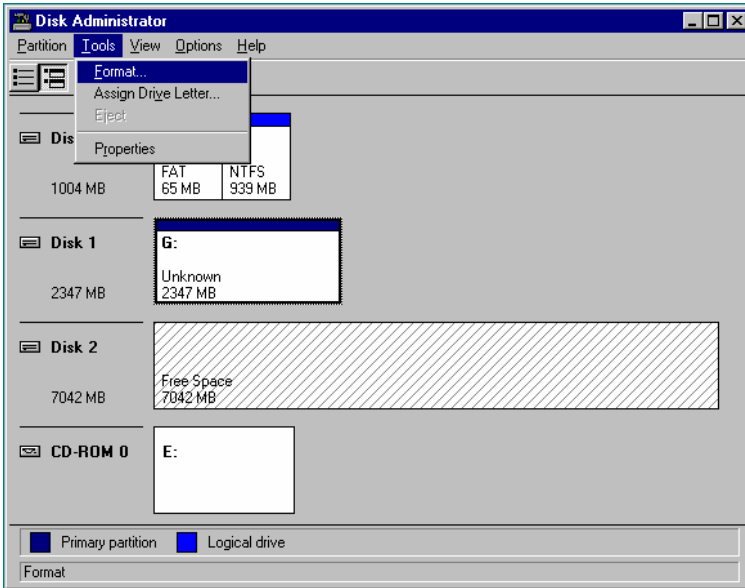 Disk Administrator
Partition Tools View Options Help
Format...
Assign Drive Letter...
Eject
Properties
Dis
1004 MB
FAT NTFS
65 MB 939 MB
Disk 1
2347 MB
G:
Unknown
2347 MB
Disk 2
7042 MB
Free Space
7042 MB
CD-ROM 0
E:
Primary partition Logical drive
Format